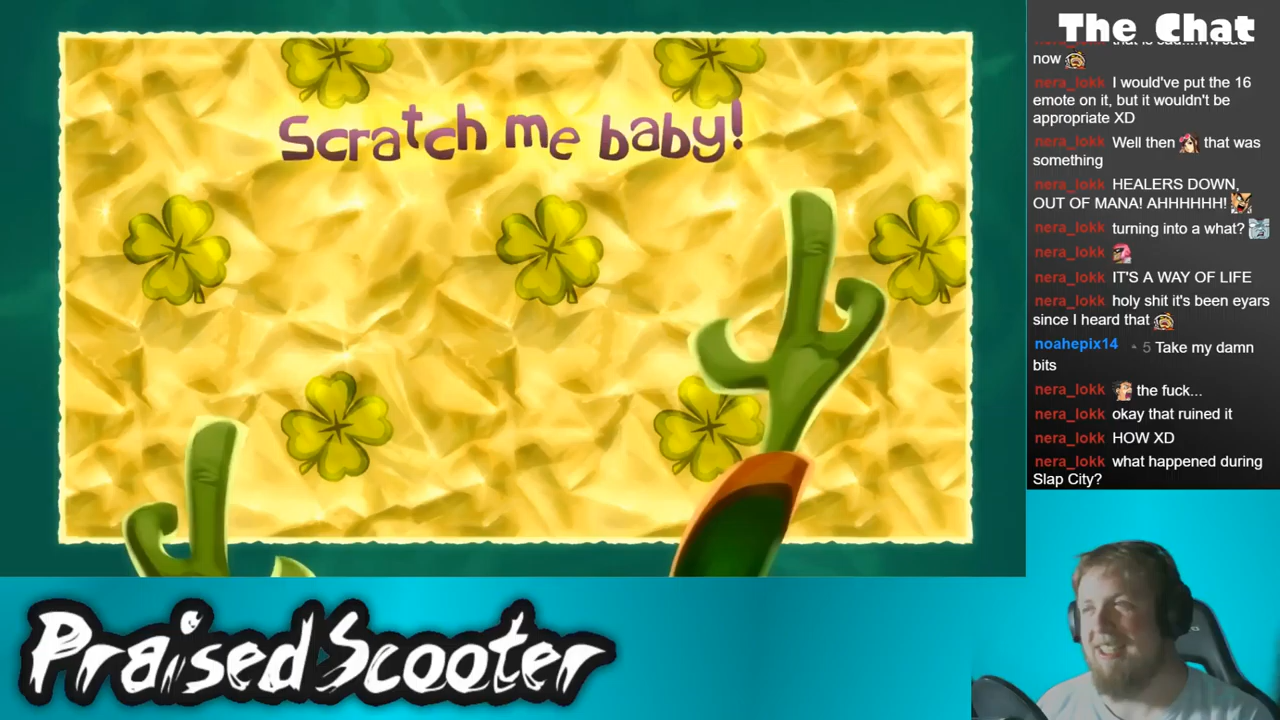 Scratch me baby!
The Chat
now
nera_lokk I would've put the 16
emote on it, but it wouldn't be
appropriate XD
nera_lokk Well then that was
something
nera_lokk HEALERS DOWN,
OUT OF MANA! AHHHHHH!
nera_lokk turning into a what?
nera_lokk
nera_lokk IT'S A WAY OF LIFE
nera_lokk holy shit it's been eyars
since I heard that
noahepix14 5 Take my damn
bits
nera_lokk the fuck...
nera_lokk okay that ruined it
nera_lokk HOW XD
nera_lokk what happened during
Slap City?
PraisedScooter